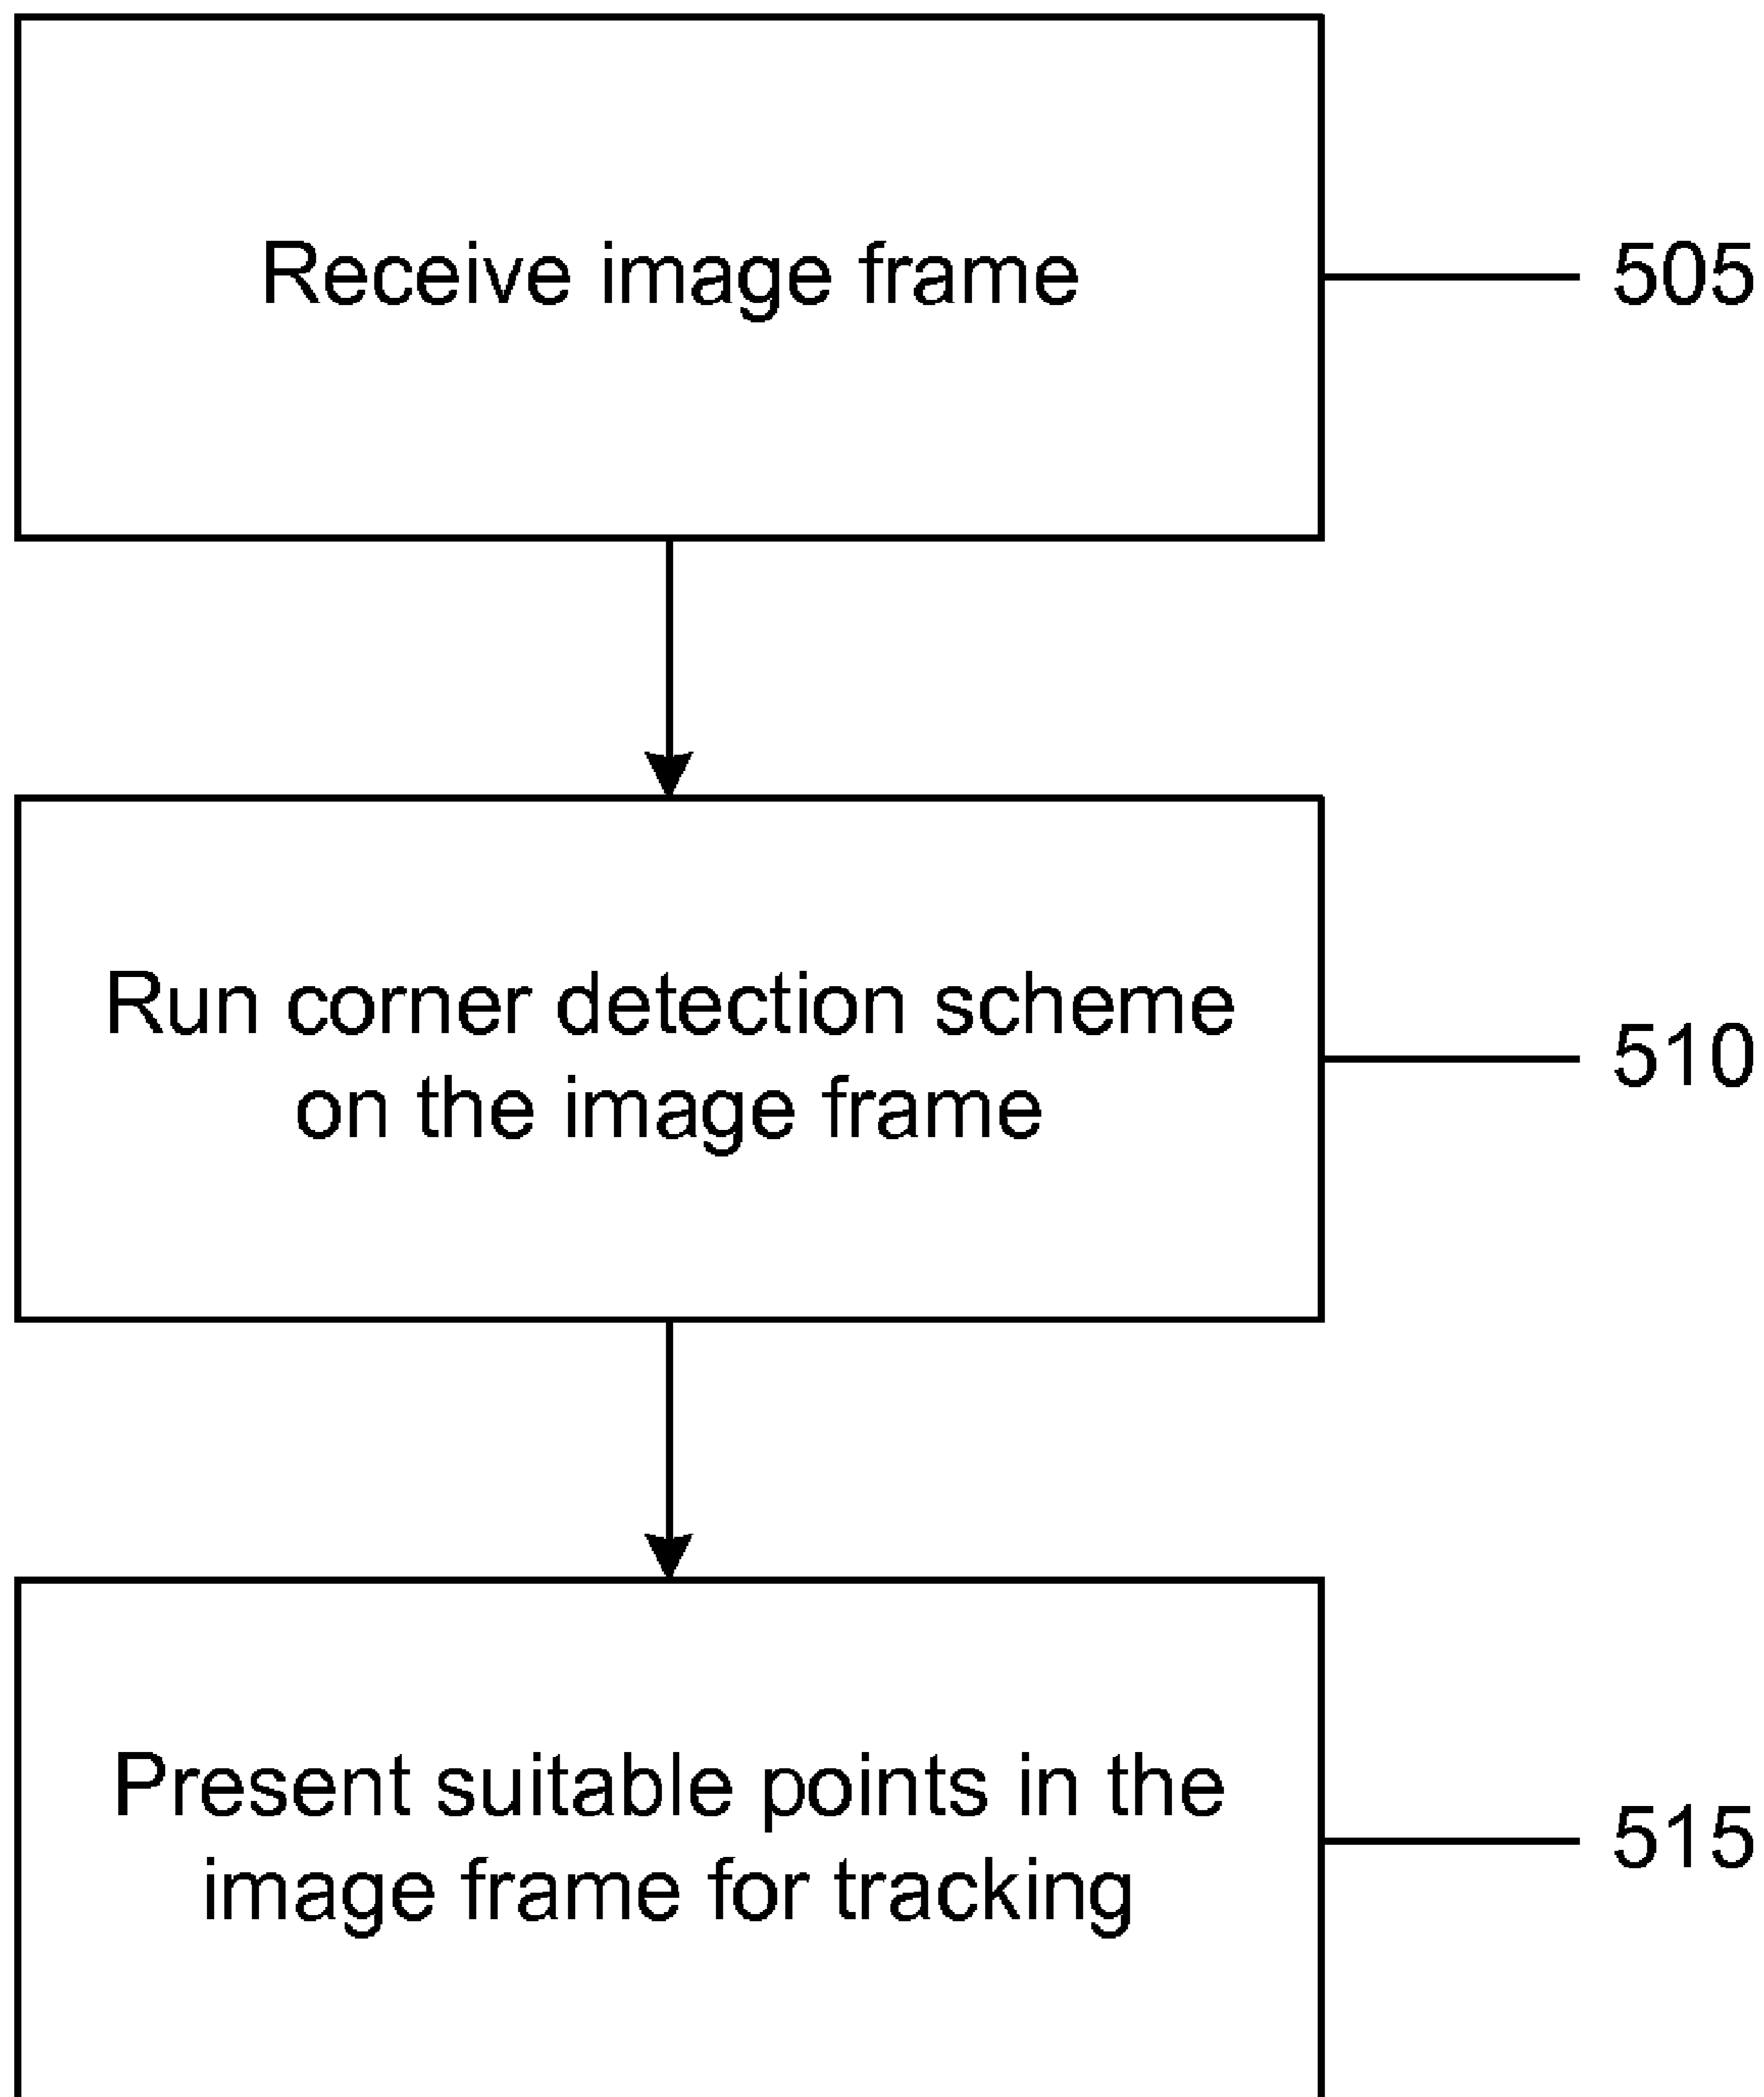 Receive image frame
505
Run corner detection scheme
on the image frame
510
Present suitable points in the
image frame for tracking
515